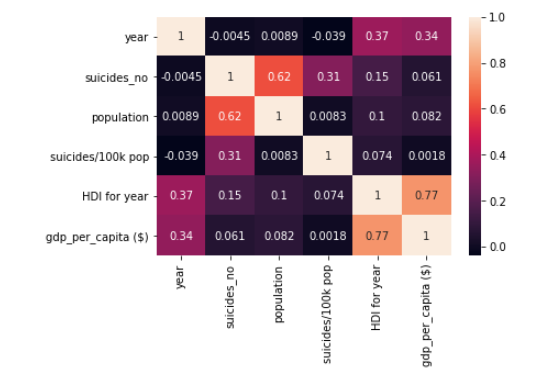 year 1 -0.0045 0.0089 -0.039 0.37 0.34
suicides_no -0.0045 1 0.62 0.31 0.15 0.061
population 0.0089 0.62 1 0.0083 0.1 0.082
suicides/100k pop -0.039 0.31 0.0083 1 0.074 0.0018
HDI for year 0.37 0.15 0.1 0.074 1 0.77
gdp_per_capita ($) 0.34 0.061 0.082 0.0018 0.77 1
year
suicides_no
population
suicides/100k pop
HDI for year
gdp_per_capita ($)
1.0
0.8
0.6
0.4
0.2
0.0